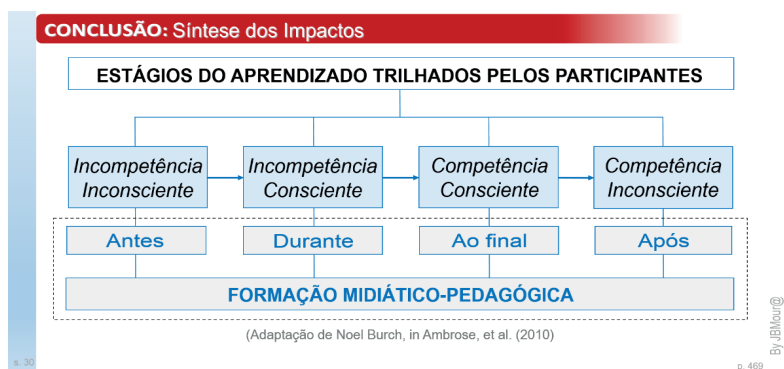 CONCLUSÃO: Síntese dos Impactos
ESTÁGIOS DO APRENDIZADO TRILHADOS PELOS PARTICIPANTES
Incompetência
Inconsciente
Incompetência
Consciente
Competência
Consciente
Competência
Inconsciente
Antes
Durante
Ao final
Após
FORMAÇÃO MIDIÁTICO-PEDAGÓGICA
(Adaptação de Noel Burch, in Ambrose, et al. (2010)
By JBMour@
s. 30
p. 469